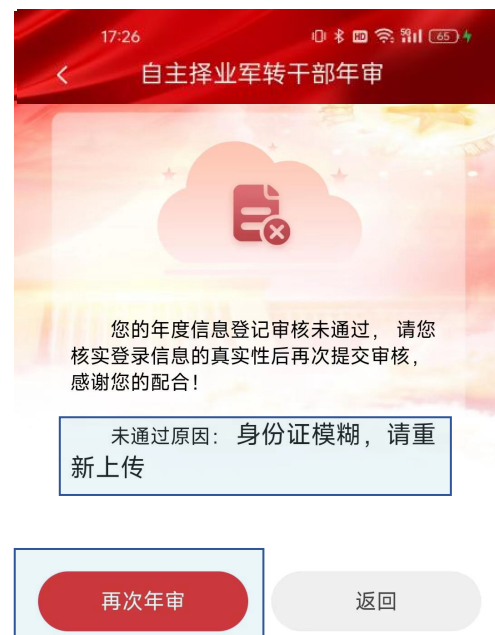 17:26 HD 5G 65
自主择业军转干部年审
您的年度信息登记审核未通过，请您
核实登录信息的真实性后再次提交审核，
感谢您的配合！
未通过原因：身份证模糊，请重
新上传
再次年审 返回